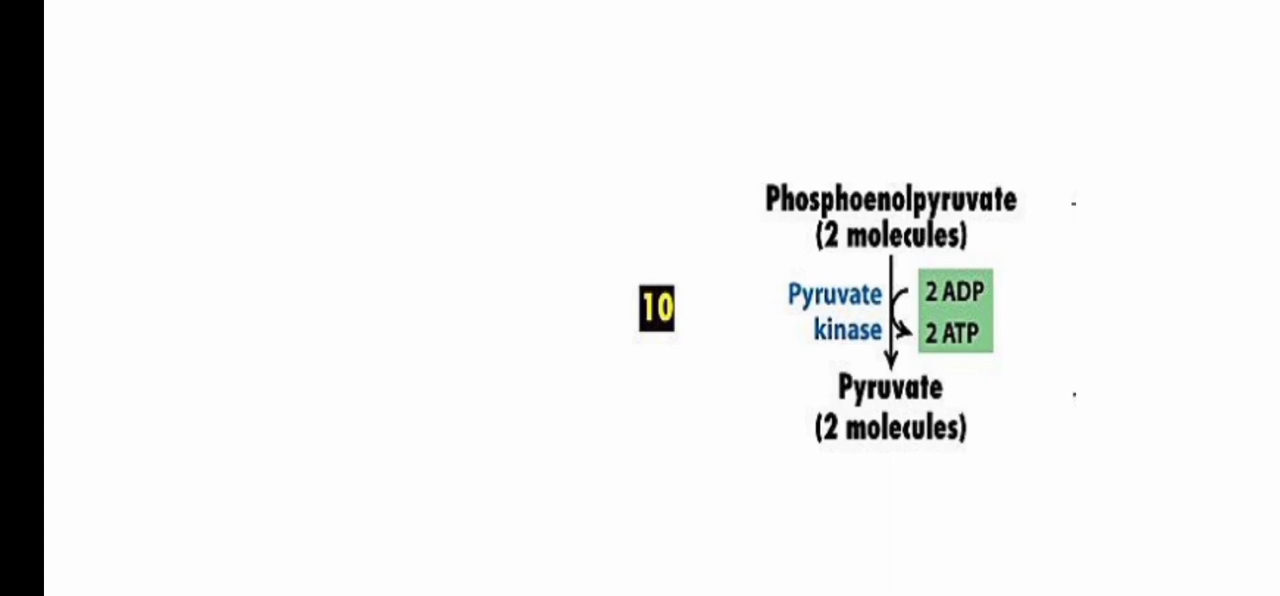 Phosphoenolpyruvate
(2 molecules)
10
Pyruvate
kinase
2 ADP
2 ATP
Pyruvate
(2 molecules)